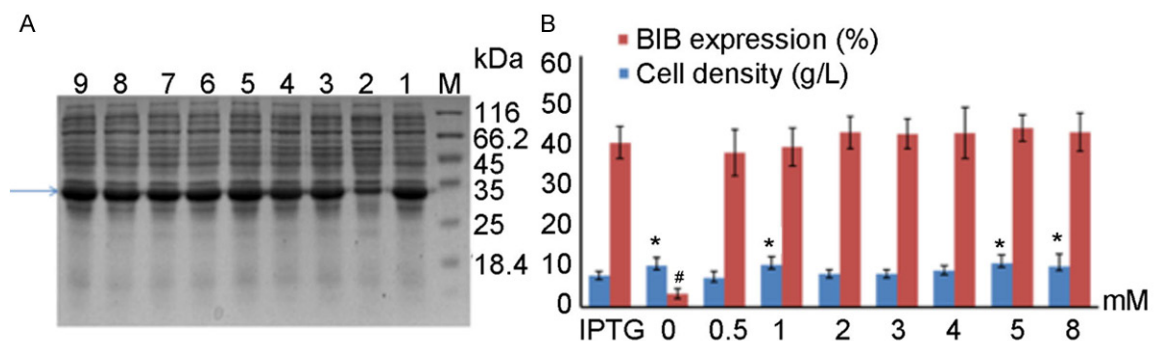 A
kDa
9 8 7 6 5 4 3 2 1 M
116
66.2
45
35
25
18.4
B
BIB expression (%)
Cell density (g/L)
60
50
40
30
20
10
0
* # * * *
IPTG 0 0.5 1 2 3 4 5 8 mM